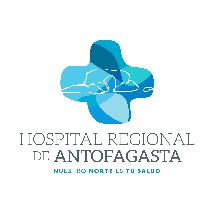 HOSPITAL REGIONAL
DE ANTOFAGASTA
NUESTRO NORTE ES TU SALUD